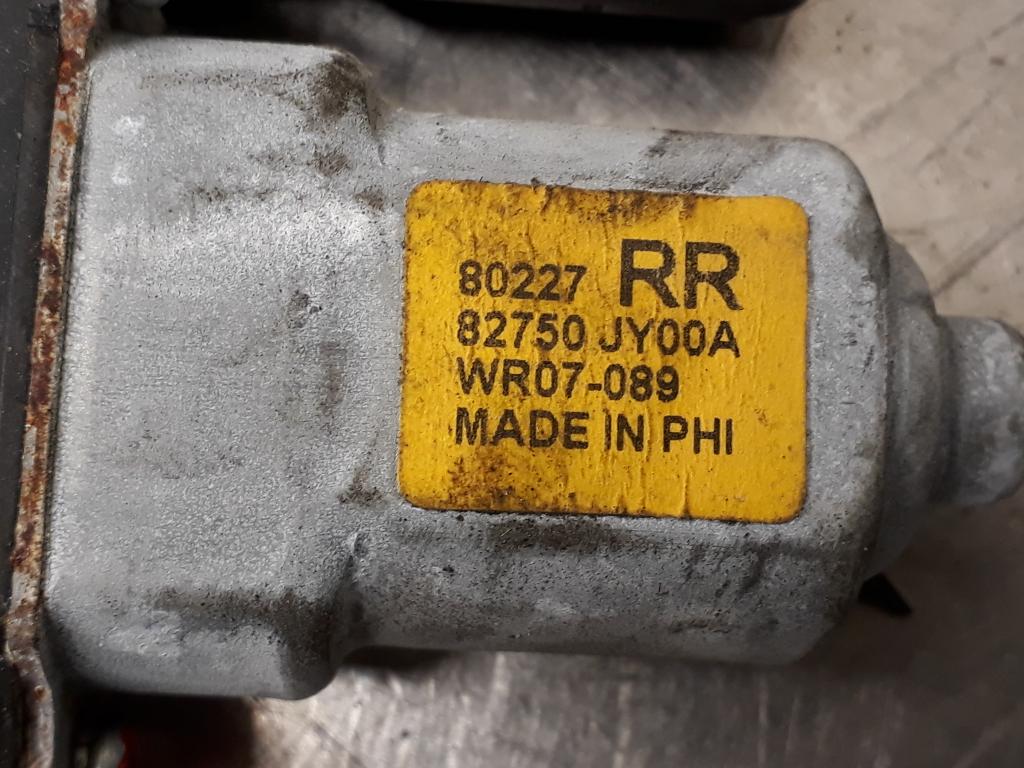 80227 RR
82750 JY00A
WR07-089
MADE IN PHI